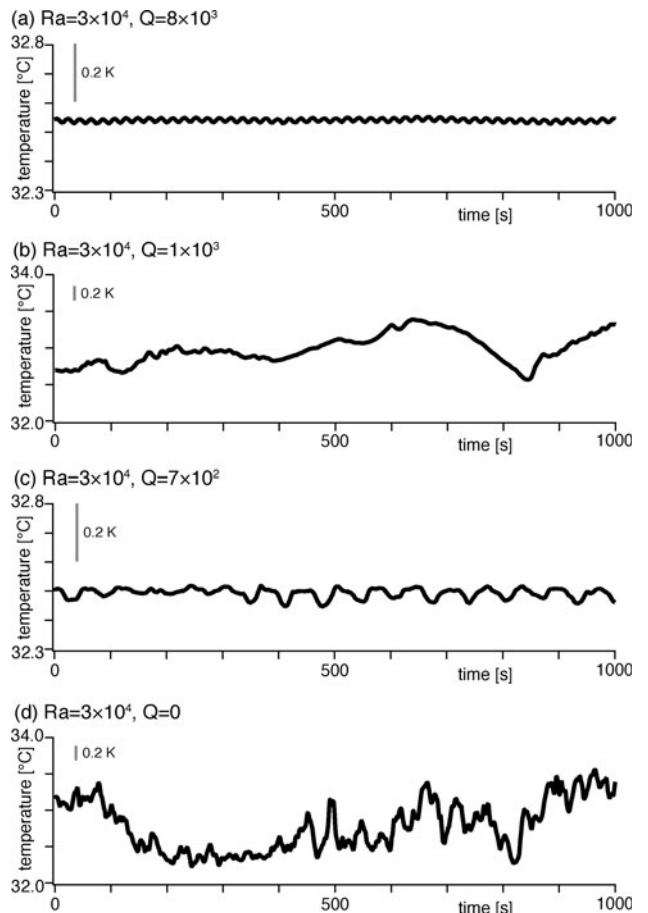 (a) Ra=3×10⁴, Q=8×10³
32.8
0.2 K
temperature [°C]
32.3
0 500 1000
time [s]
(b) Ra=3×10⁴, Q=1×10³
34.0
0.2 K
temperature [°C]
32.0
0 500 1000
time [s]
(c) Ra=3×10⁴, Q=7×10²
32.8
0.2 K
temperature [°C]
32.3
0 500 1000
time [s]
(d) Ra=3×10⁴, Q=0
34.0
0.2 K
temperature [°C]
32.0
0 500 1000
time [s]